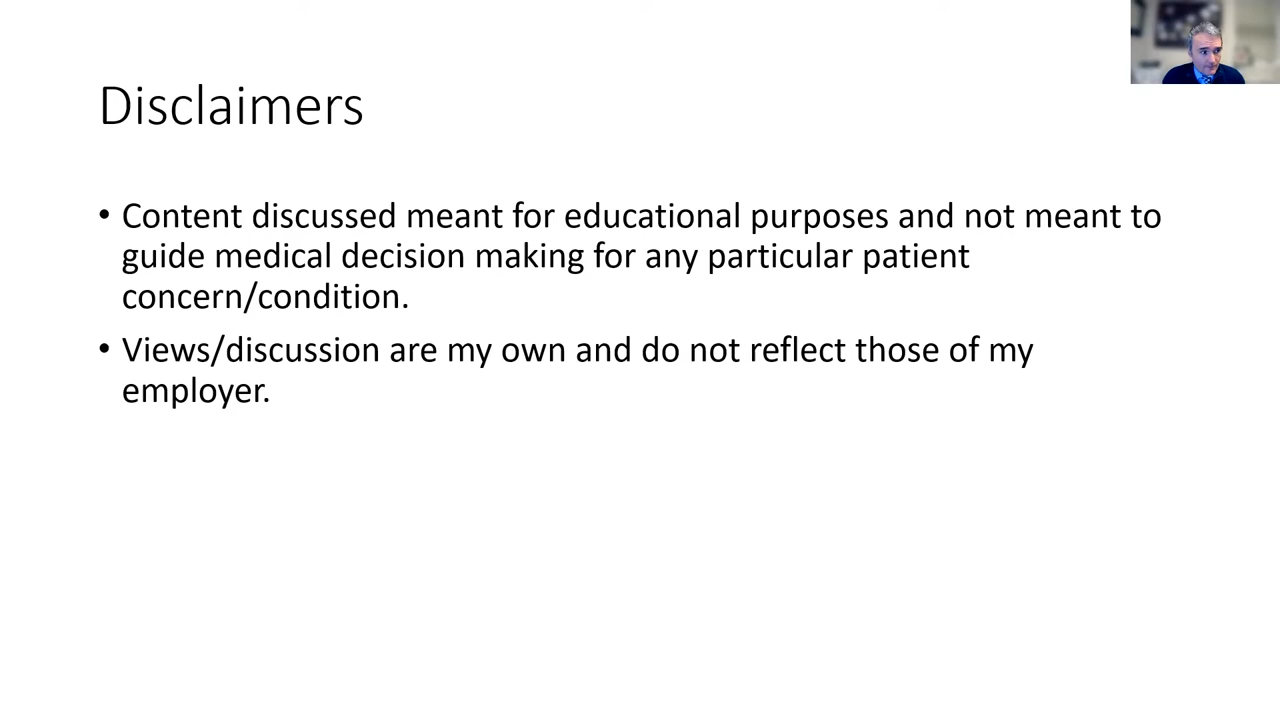 Disclaimers
• Content discussed meant for educational purposes and not meant to
guide medical decision making for any particular patient
concern/condition.
• Views/discussion are my own and do not reflect those of my
employer.